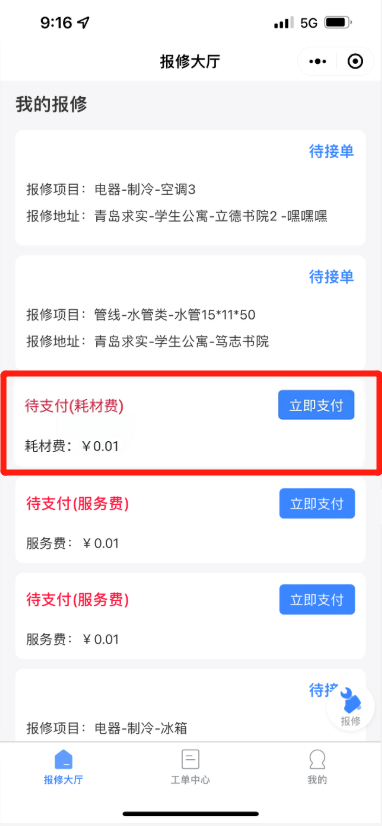 9:16
5G
报修大厅
我的报修
待接单
报修项目：电器-制冷-空调3
报修地址：青岛求实-学生公寓-立德书院2 -嘿嘿嘿
待接单
报修项目：管线-水管类-水管15*11*50
报修地址：青岛求实-学生公寓-笃志书院
待支付(耗材费)
立即支付
耗材费：￥0.01
待支付(服务费)
立即支付
服务费：￥0.01
待支付(服务费)
立即支付
服务费：￥0.01
待接
报修
报修项目：电器-制冷-冰箱
报修大厅
工单中心
我的